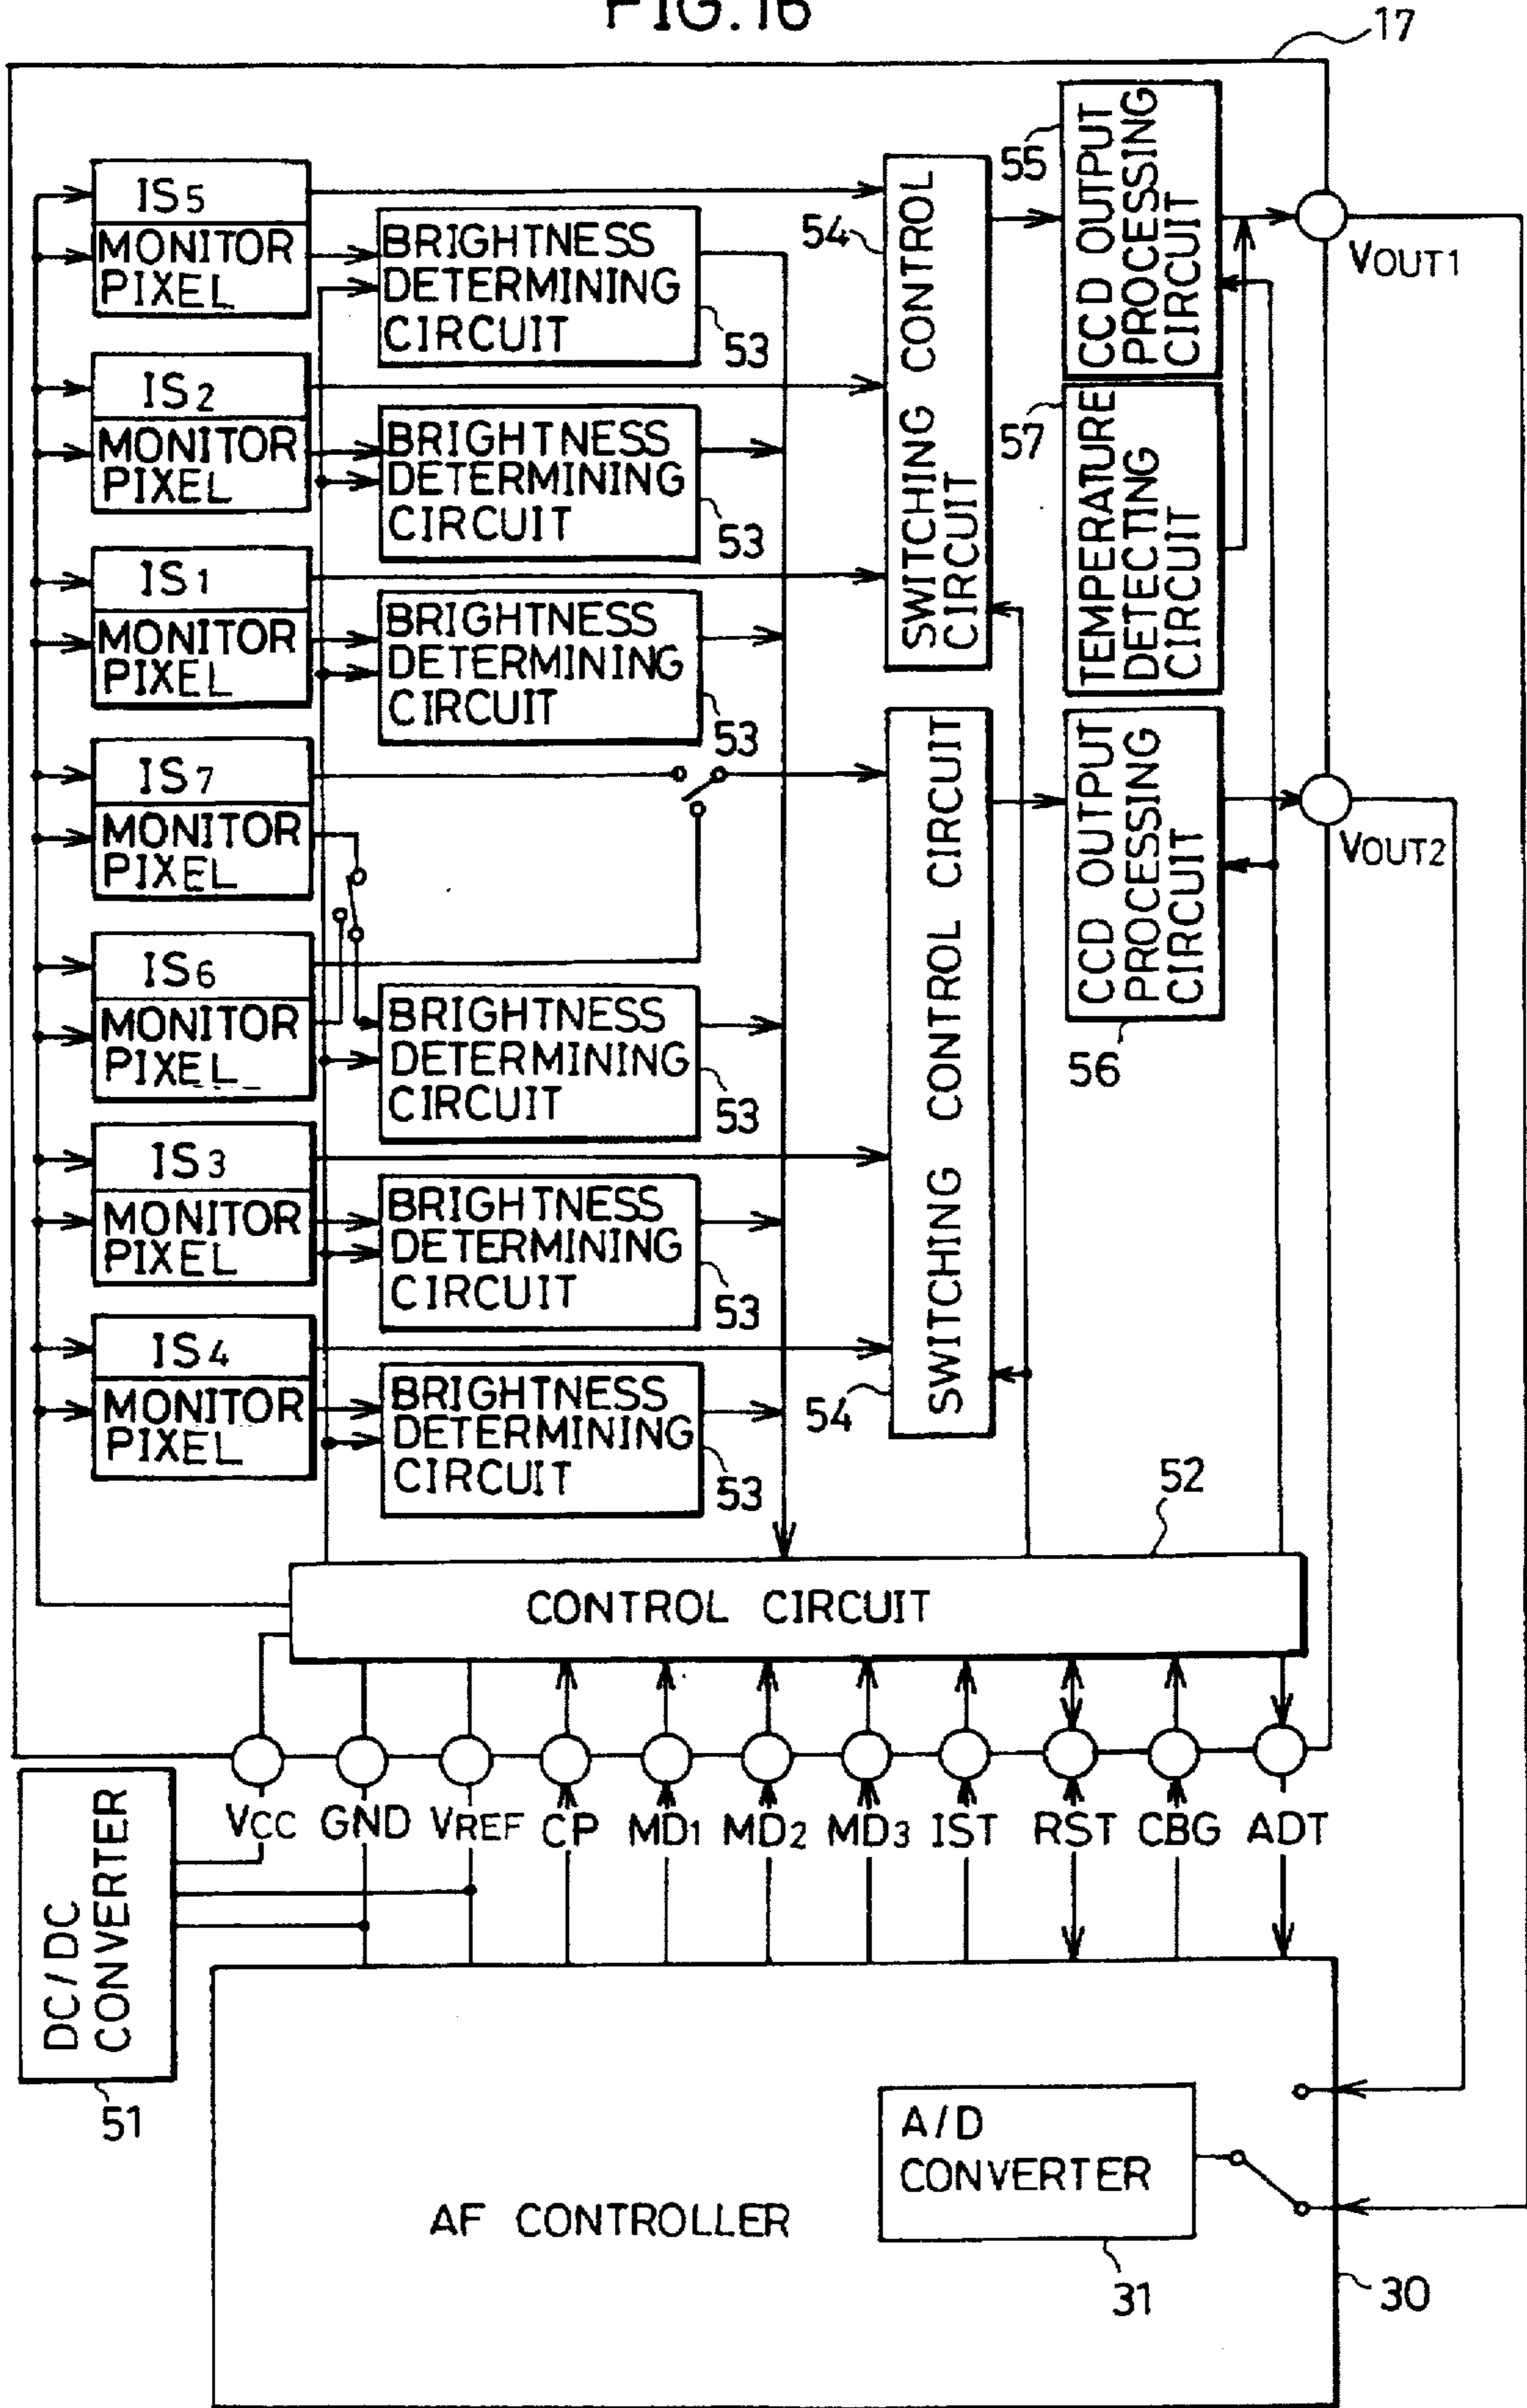 FIG.16
17
IS5
MONITOR
PIXEL
BRIGHTNESS
DETERMINING
CIRCUIT
53
IS2
MONITOR
PIXEL
BRIGHTNESS
DETERMINING
CIRCUIT
53
IS1
MONITOR
PIXEL
BRIGHTNESS
DETERMINING
CIRCUIT
53
IS7
MONITOR
PIXEL
IS6
MONITOR
PIXEL
BRIGHTNESS
DETERMINING
CIRCUIT
53
IS3
MONITOR
PIXEL
BRIGHTNESS
DETERMINING
CIRCUIT
53
IS4
MONITOR
PIXEL
BRIGHTNESS
DETERMINING
CIRCUIT
53
54
SWITCHING CONTROL
CIRCUIT
SWITCHING CONTROL CIRCUIT
54
55
CCD OUTPUT
PROCESSING
CIRCUIT
57
TEMPERATURE
DETECTING
CIRCUIT
CCD OUTPUT
PROCESSING
CIRCUIT
56
VOUT1
VOUT2
52
CONTROL CIRCUIT
VCC GND VREF CP MD1 MD2 MD3 IST RST CBG ADT
DC/DC
CONVERTER
51
A/D
CONVERTER
31
AF CONTROLLER
30